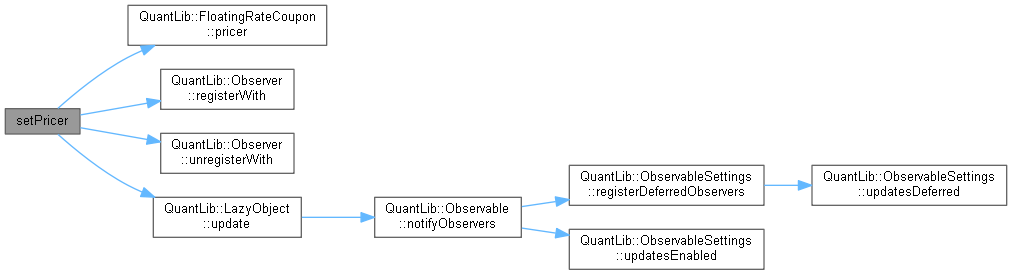 QuantLib::FloatingRateCoupon
::pricer
QuantLib::Observer
::registerWith
setPricer
QuantLib::Observer
::unregisterWith
QuantLib::LazyObject
::update
QuantLib::Observable
::notifyObservers
QuantLib::ObservableSettings
::registerDeferredObservers
QuantLib::ObservableSettings
::updatesDeferred
QuantLib::ObservableSettings
::updatesEnabled